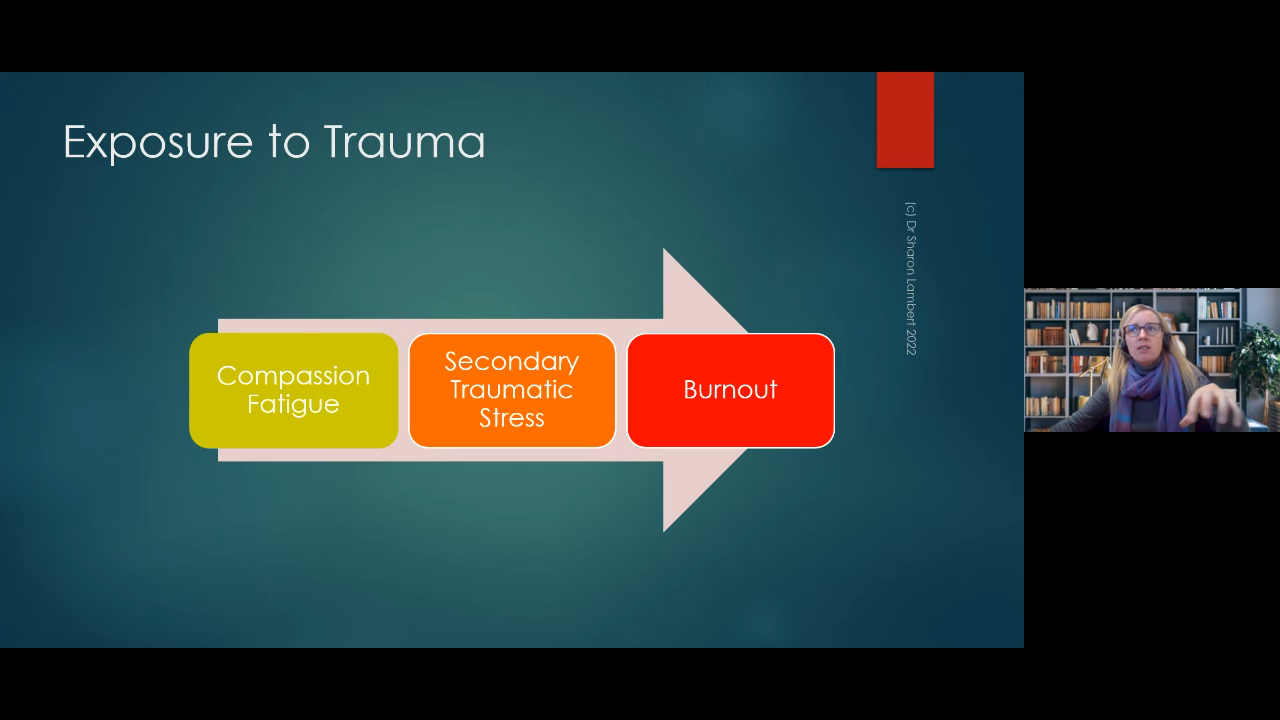 Exposure to Trauma
(c) Dr Sharon Lambert 2022
Compassion
Fatigue
Secondary
Traumatic
Stress
Burnout